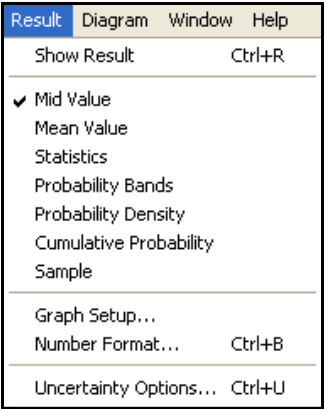 Result Diagram Window Help
Show Result Ctrl+R
Mid Value
Mean Value
Statistics
Probability Bands
Probability Density
Cumulative Probability
Sample
Graph Setup...
Number Format... Ctrl+B
Uncertainty Options... Ctrl+U